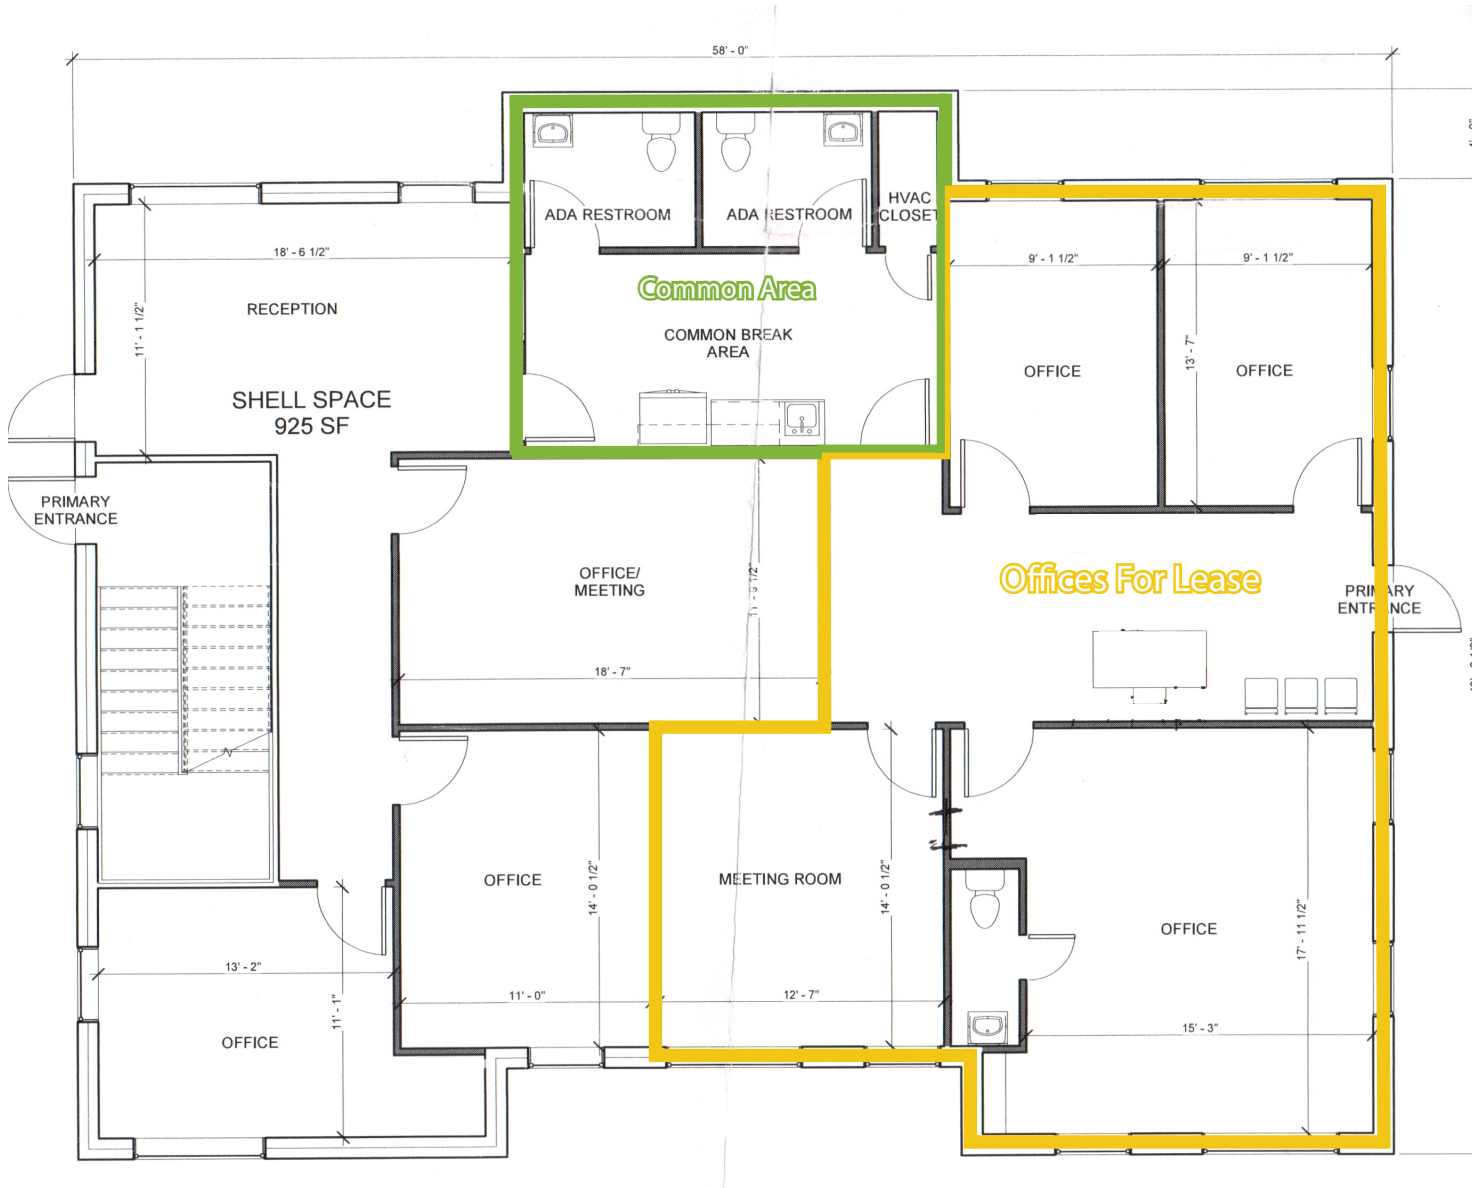 58' - 0"
ADA RESTROOM
ADA RESTROOM
HVAC
CLOSET
18' - 6 1/2"
9' - 1 1/2"
9' - 1 1/2"
Common Area
RECEPTION
11' - 1 1/2"
COMMON BREAK
AREA
13' - 7"
OFFICE
OFFICE
SHELL SPACE
925 SF
PRIMARY
ENTRANCE
OFFICE/
MEETING
Offices For Lease
PRIMARY
ENTRANCE
18' - 7"
OFFICE
14' - 0 1/2"
MEETING ROOM
14' - 0 1/2"
OFFICE
17' - 11 1/2"
13' - 2"
11' - 0"
12' - 7"
11' - 1"
15' - 3"
OFFICE